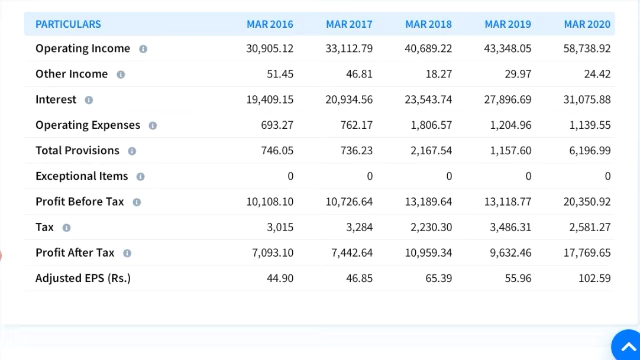 PARTICULARS MAR 2016 MAR 2017 MAR 2018 MAR 2019 MAR 2020
Operating Income 30,905.12 33,112.79 40,689.22 43,348.05 58,738.92
Other Income 51.45 46.81 18.27 29.97 24.42
Interest 19,409.15 20,934.56 23,543.74 27,896.69 31,075.88
Operating Expenses 693.27 762.17 1,806.57 1,204.96 1,139.55
Total Provisions 746.05 736.23 2,167.54 1,157.60 6,196.99
Exceptional Items 0 0 0 0 0
Profit Before Tax 10,108.10 10,726.64 13,189.64 13,118.77 20,350.92
Tax 3,015 3,284 2,230.30 3,486.31 2,581.27
Profit After Tax 7,093.10 7,442.64 10,959.34 9,632.46 17,769.65
Adjusted EPS (Rs.) 44.90 46.85 65.39 55.96 102.59